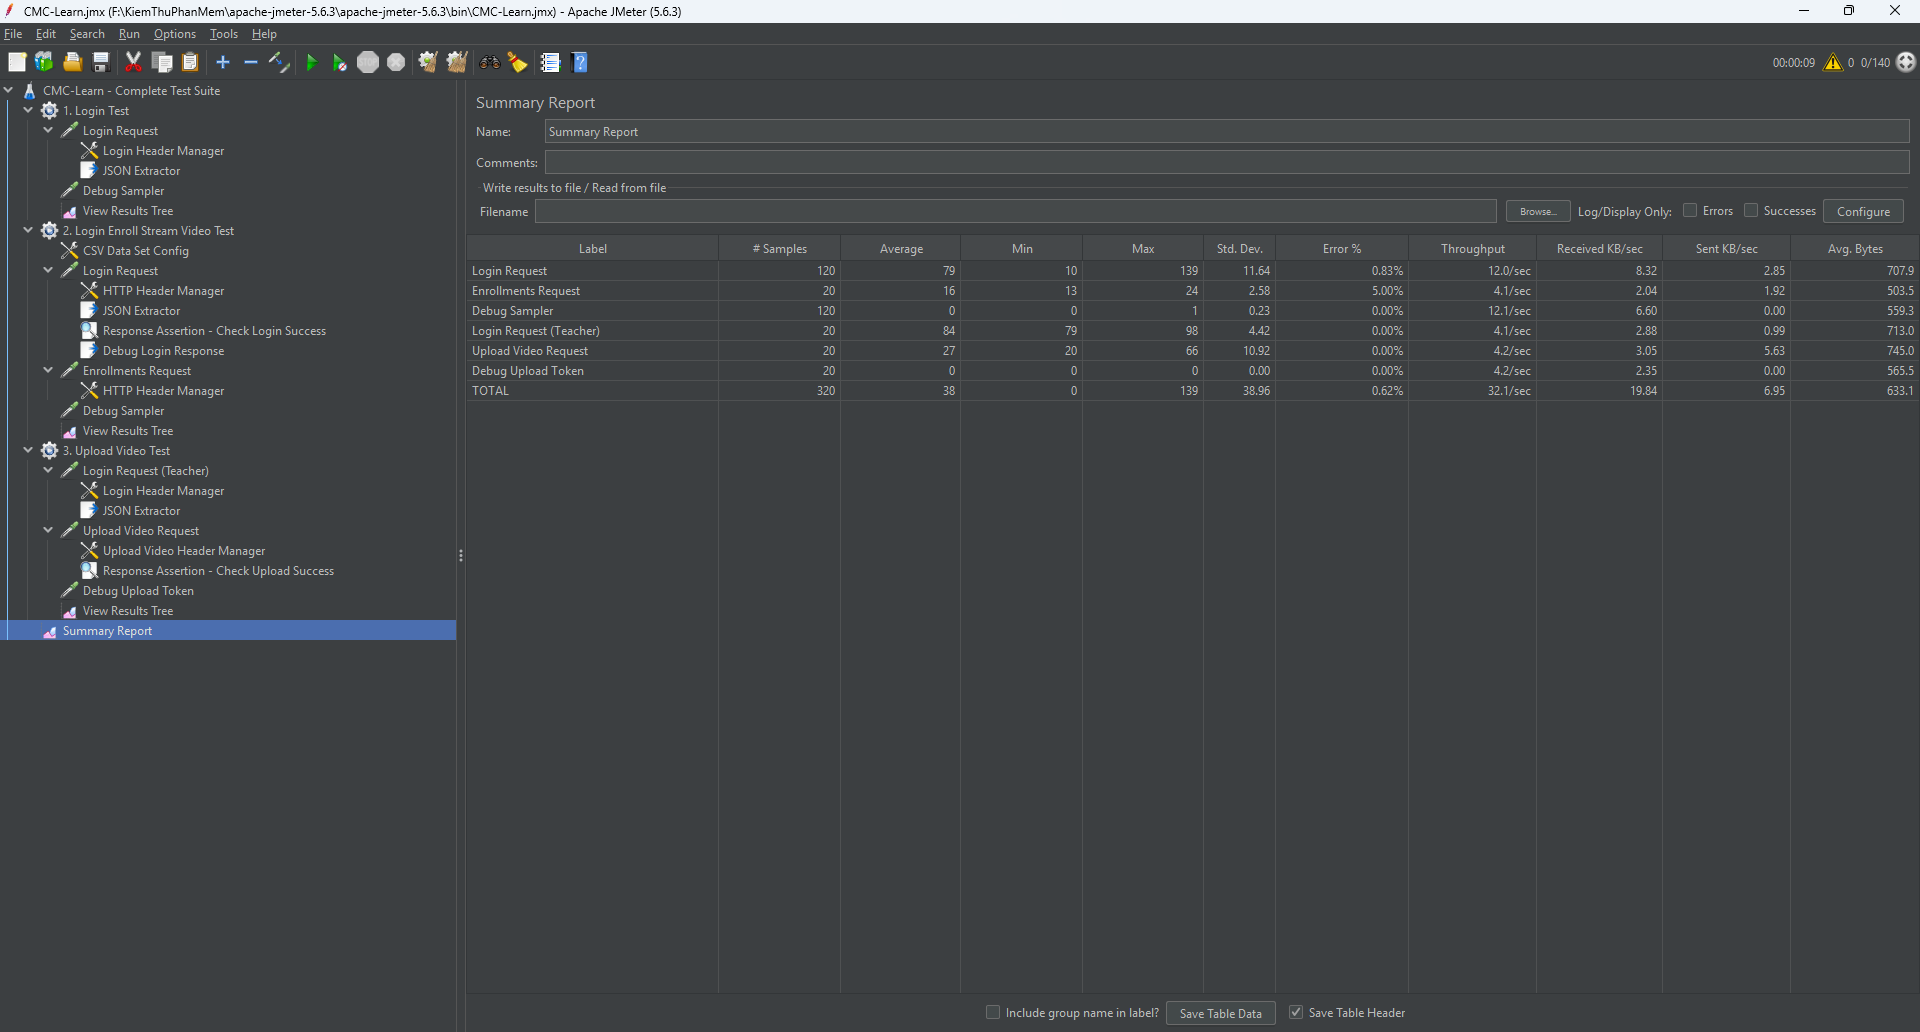 CMC-Learn.jmx (F:\KiemThuPhanMem\apache-jmeter-5.6.3\apache-jmeter-5.6.3\bin\CMC-Learn.jmx) - Apache JMeter (5.6.3)
File Edit Search Run Options Tools Help
00:00:09 0 0/140
CMC-Learn - Complete Test Suite
1. Login Test
Login Request
Login Header Manager
JSON Extractor
Debug Sampler
View Results Tree
2. Login Enroll Stream Video Test
CSV Data Set Config
Login Request
HTTP Header Manager
JSON Extractor
Response Assertion - Check Login Success
Debug Login Response
Enrollments Request
HTTP Header Manager
Debug Sampler
View Results Tree
3. Upload Video Test
Login Request (Teacher)
Login Header Manager
JSON Extractor
Upload Video Request
Upload Video Header Manager
Response Assertion - Check Upload Success
Debug Upload Token
View Results Tree
Summary Report
Summary Report
Name: Summary Report
Comments:
Write results to file / Read from file
Filename Browse... Log/Display Only: Errors Successes Configure
Label # Samples Average Min Max Std. Dev. Error % Throughput Received KB/sec Sent KB/sec Avg. Bytes
Login Request 120 79 10 139 11.64 0.83% 12.0/sec 8.32 2.85 707.9
Enrollments Request 20 16 13 24 2.58 5.00% 4.1/sec 2.04 1.92 503.5
Debug Sampler 120 0 0 1 0.23 0.00% 12.1/sec 6.60 0.00 559.3
Login Request (Teacher) 20 84 79 98 4.42 0.00% 4.1/sec 2.88 0.99 713.0
Upload Video Request 20 27 20 66 10.92 0.00% 4.2/sec 3.05 5.63 745.0
Debug Upload Token 20 0 0 0 0.00 0.00% 4.2/sec 2.35 0.00 565.5
TOTAL 320 38 0 139 38.96 0.62% 32.1/sec 19.84 6.95 633.1
Include group name in label? Save Table Data Save Table Header